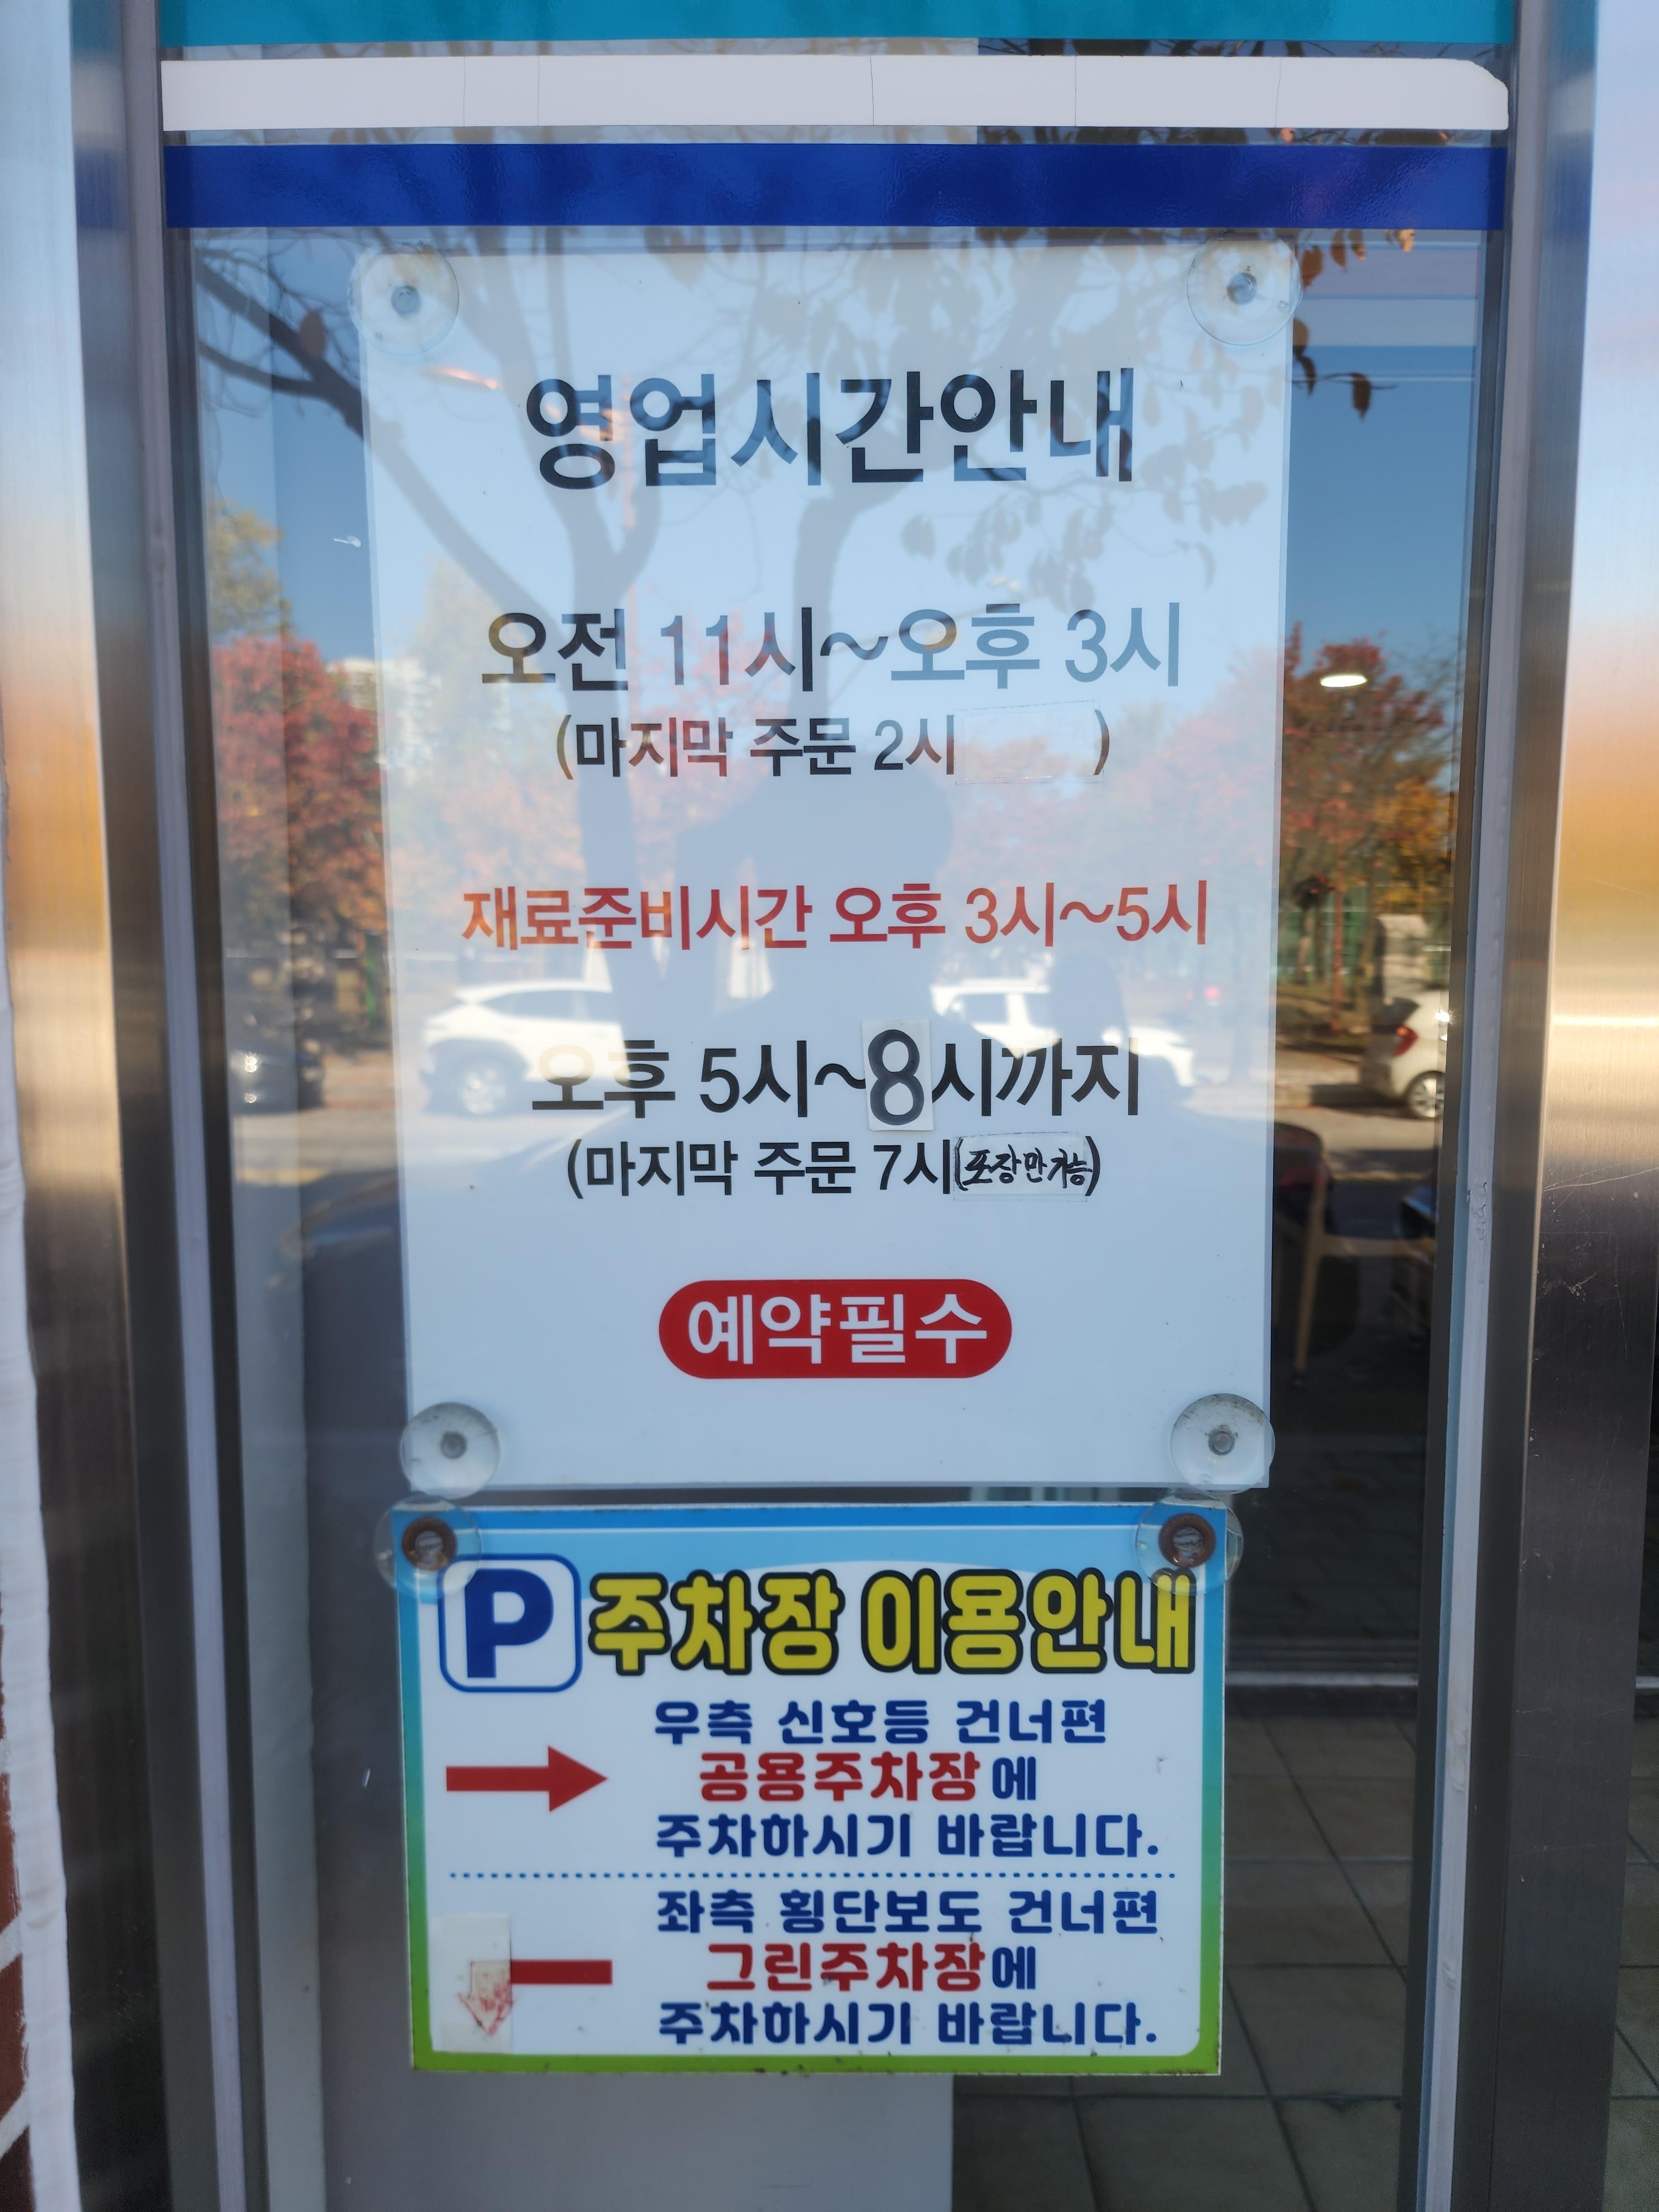 영업시간안내
오전 11시~오후 3시
(마지막 주문 2시 )
재료준비시간 오후 3시~5시
오후 5시~8시까지
(마지막 주문 7시(포장만가능)
예약필수
P 주차장 이용안내
우측 신호등 건너편
공용주차장에
주차하시기 바랍니다.
좌측 횡단보도 건너편
그린주차장에
주차하시기 바랍니다.